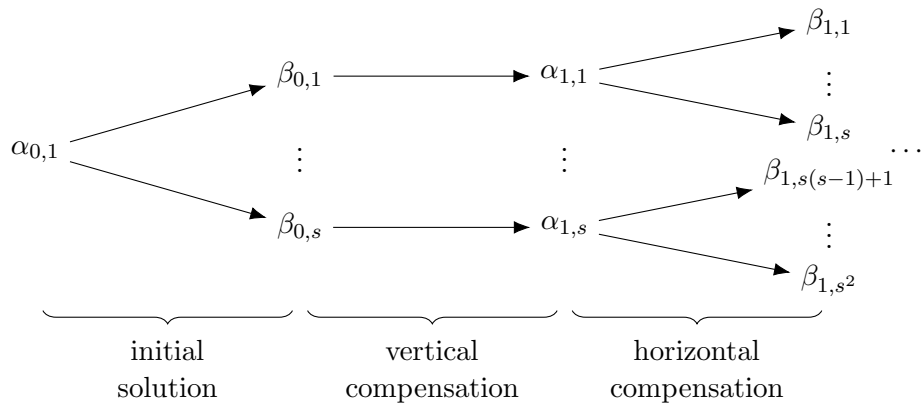 β_{1,1}
β_{0,1} α_{1,1} ⋮
β_{1,s}
α_{0,1} ⋮ ⋮ ⋯
β_{1,s(s−1)+1}
β_{0,s} α_{1,s} ⋮
β_{1,s²}
initial vertical horizontal
solution compensation compensation